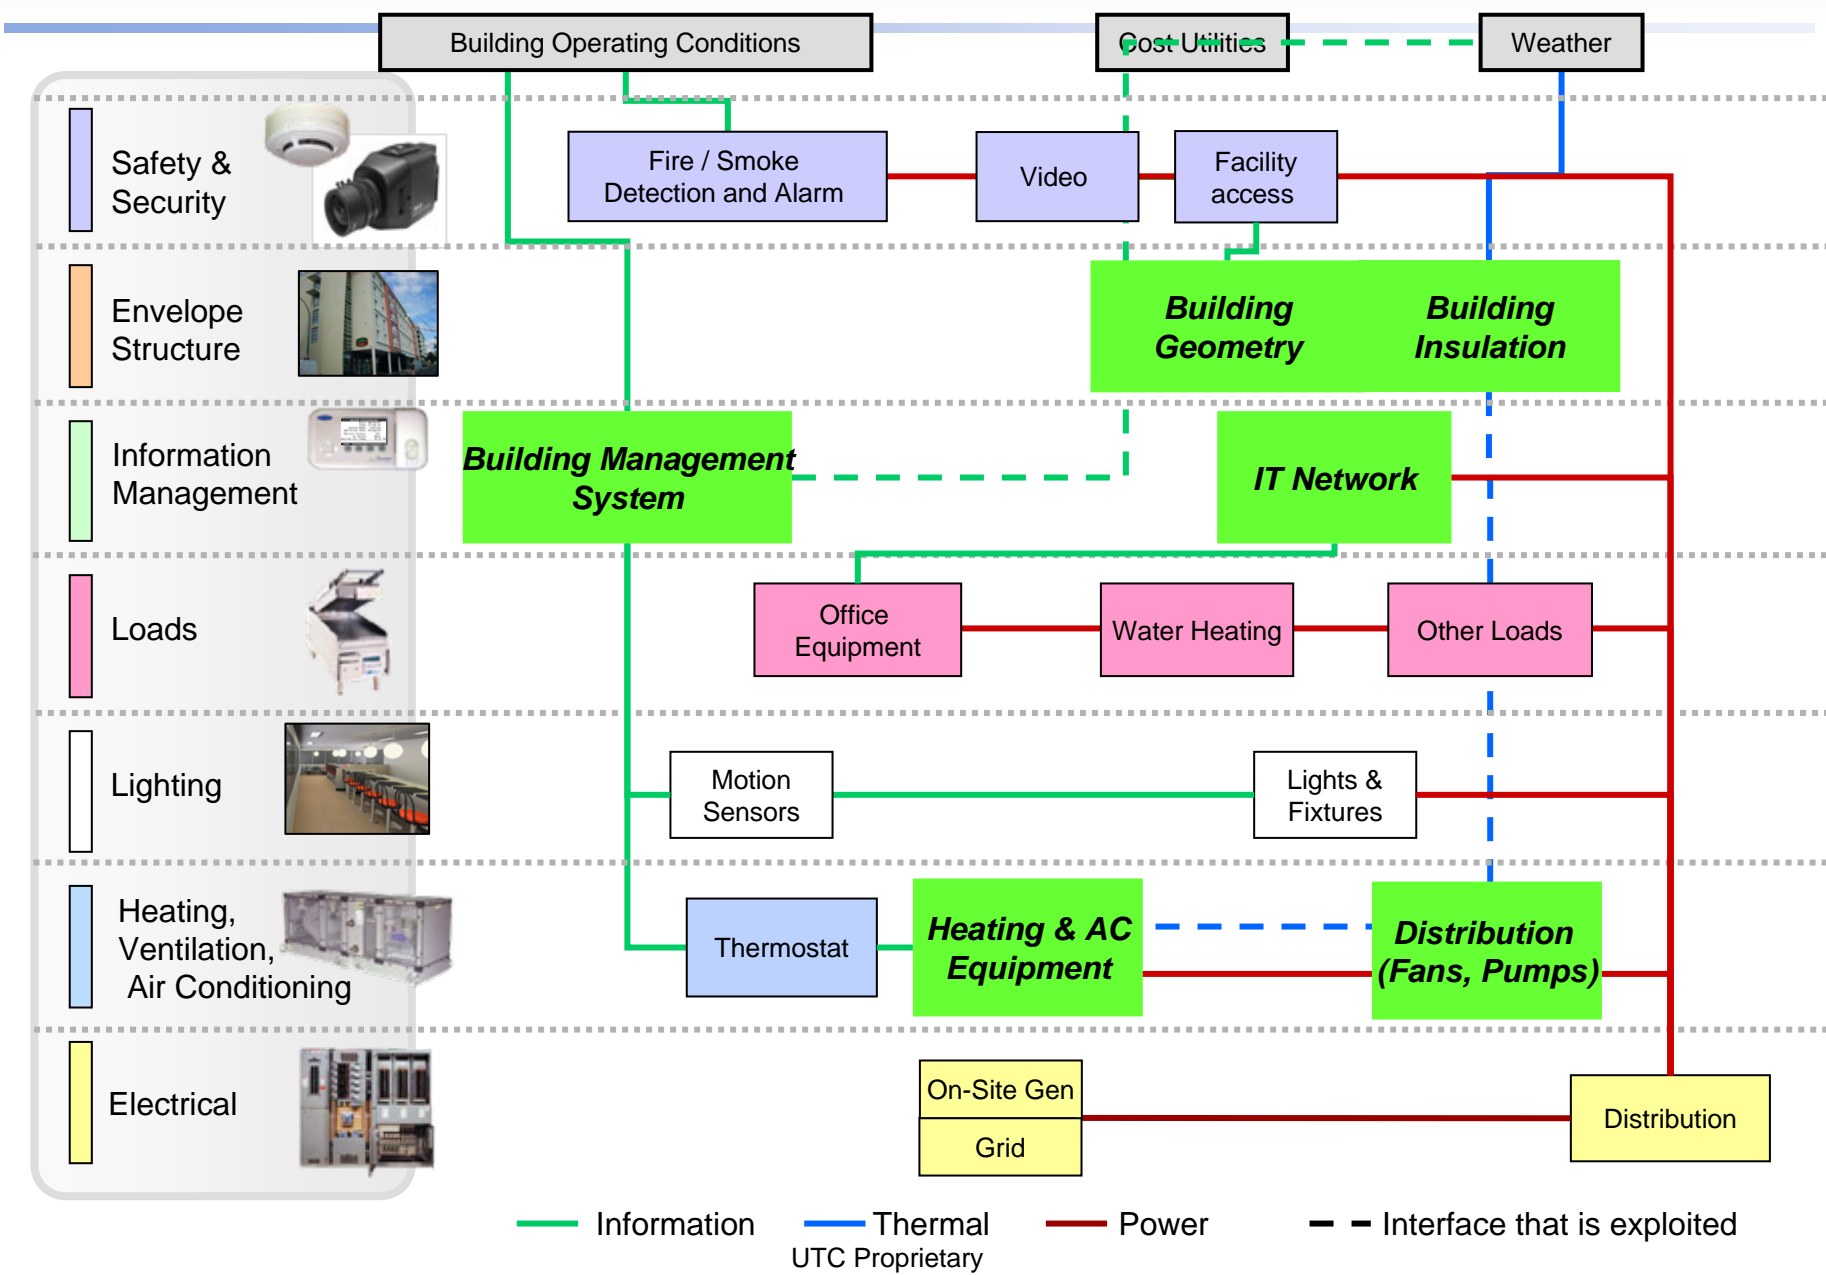 Building Operating Conditions
Cost Utilities
Weather
Safety &
Security
Fire / Smoke
Detection and Alarm
Video
Facility
access
Envelope
Structure
Building
Geometry
Building
Insulation
Information
Management
Building Management
System
IT Network
Loads
Office
Equipment
Water Heating
Other Loads
Lighting
Motion
Sensors
Lights &
Fixtures
Heating,
Ventilation,
Air Conditioning
Thermostat
Heating & AC
Equipment
Distribution
(Fans, Pumps)
Electrical
On-Site Gen
Grid
Distribution
Information
Thermal
Power
Interface that is exploited
UTC Proprietary